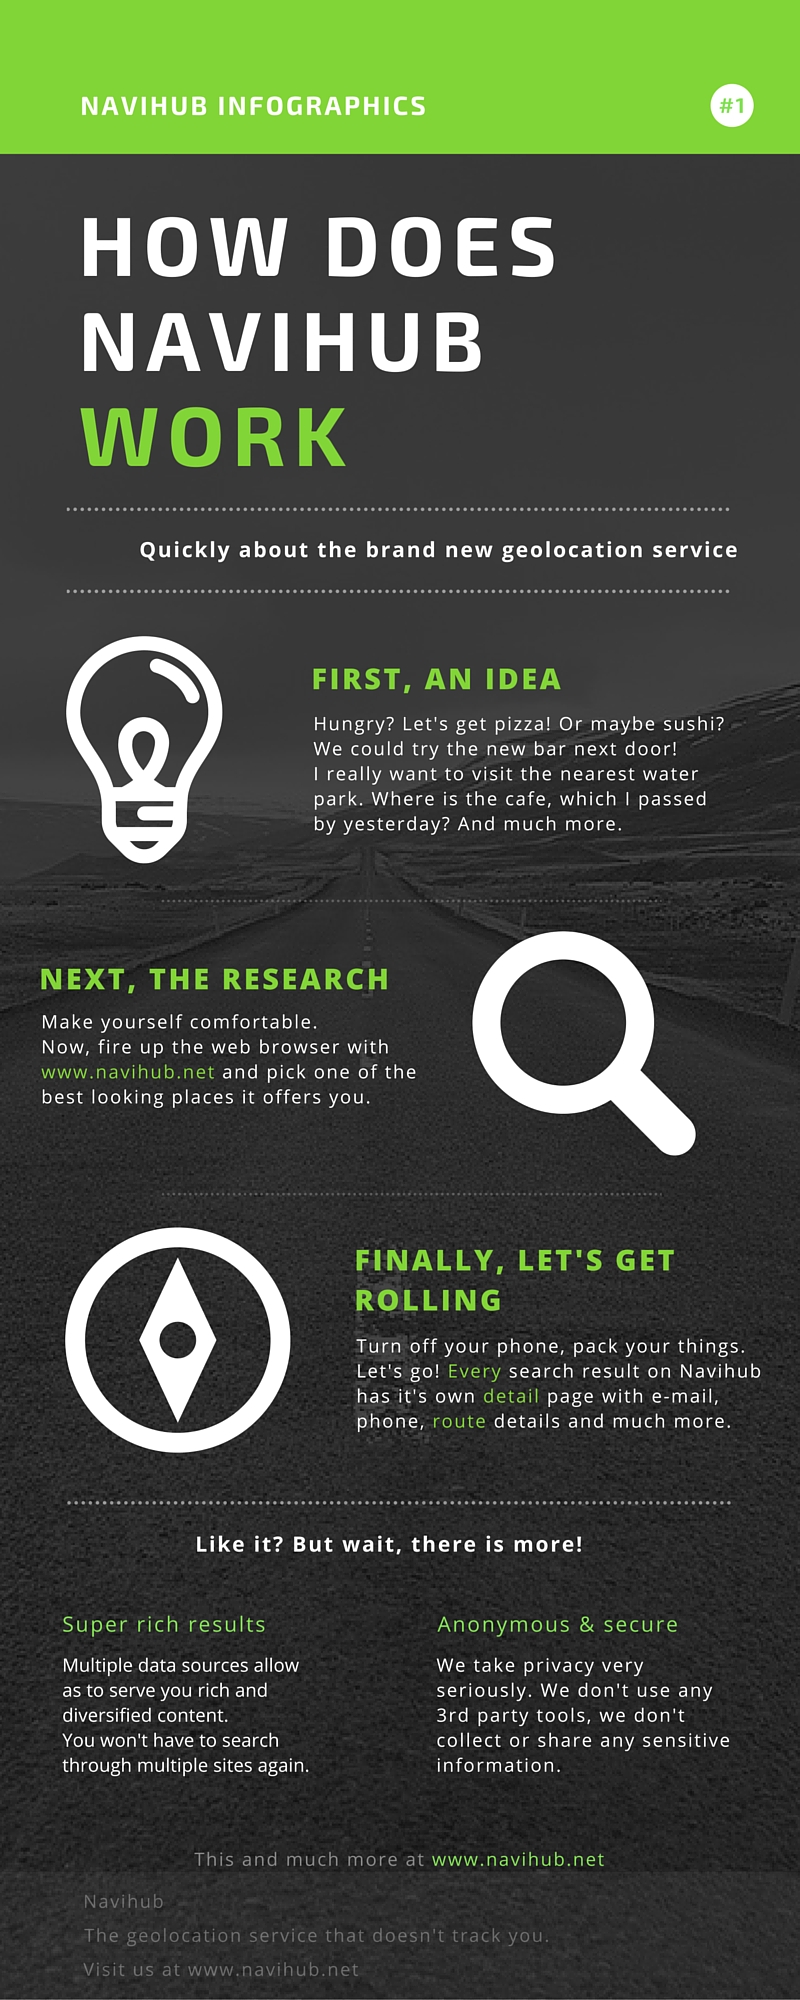 NAVIHUB INFOGRAPHICS
#1
HOW DOES
NAVIHUB
WORK
Quickly about the brand new geolocation service
FIRST, AN IDEA
Hungry? Let's get pizza! Or maybe sushi?
We could try the new bar next door!
I really want to visit the nearest water
park. Where is the cafe, which I passed
by yesterday? And much more.
NEXT, THE RESEARCH
Make yourself comfortable.
Now, fire up the web browser with
www.navihub.net and pick one of the
best looking places it offers you.
FINALLY, LET'S GET
ROLLING
Turn off your phone, pack your things.
Let's go! Every search result on Navihub
has it's own detail page with e-mail,
phone, route details and much more.
Like it? But wait, there is more!
Super rich results
Multiple data sources allow
as to serve you rich and
diversified content.
You won't have to search
through multiple sites again.
Anonymous & secure
We take privacy very
seriously. We don't use any
3rd party tools, we don't
collect or share any sensitive
information.
This and much more at www.navihub.net
Navihub
The geolocation service that doesn't track you.
Visit us at www.navihub.net